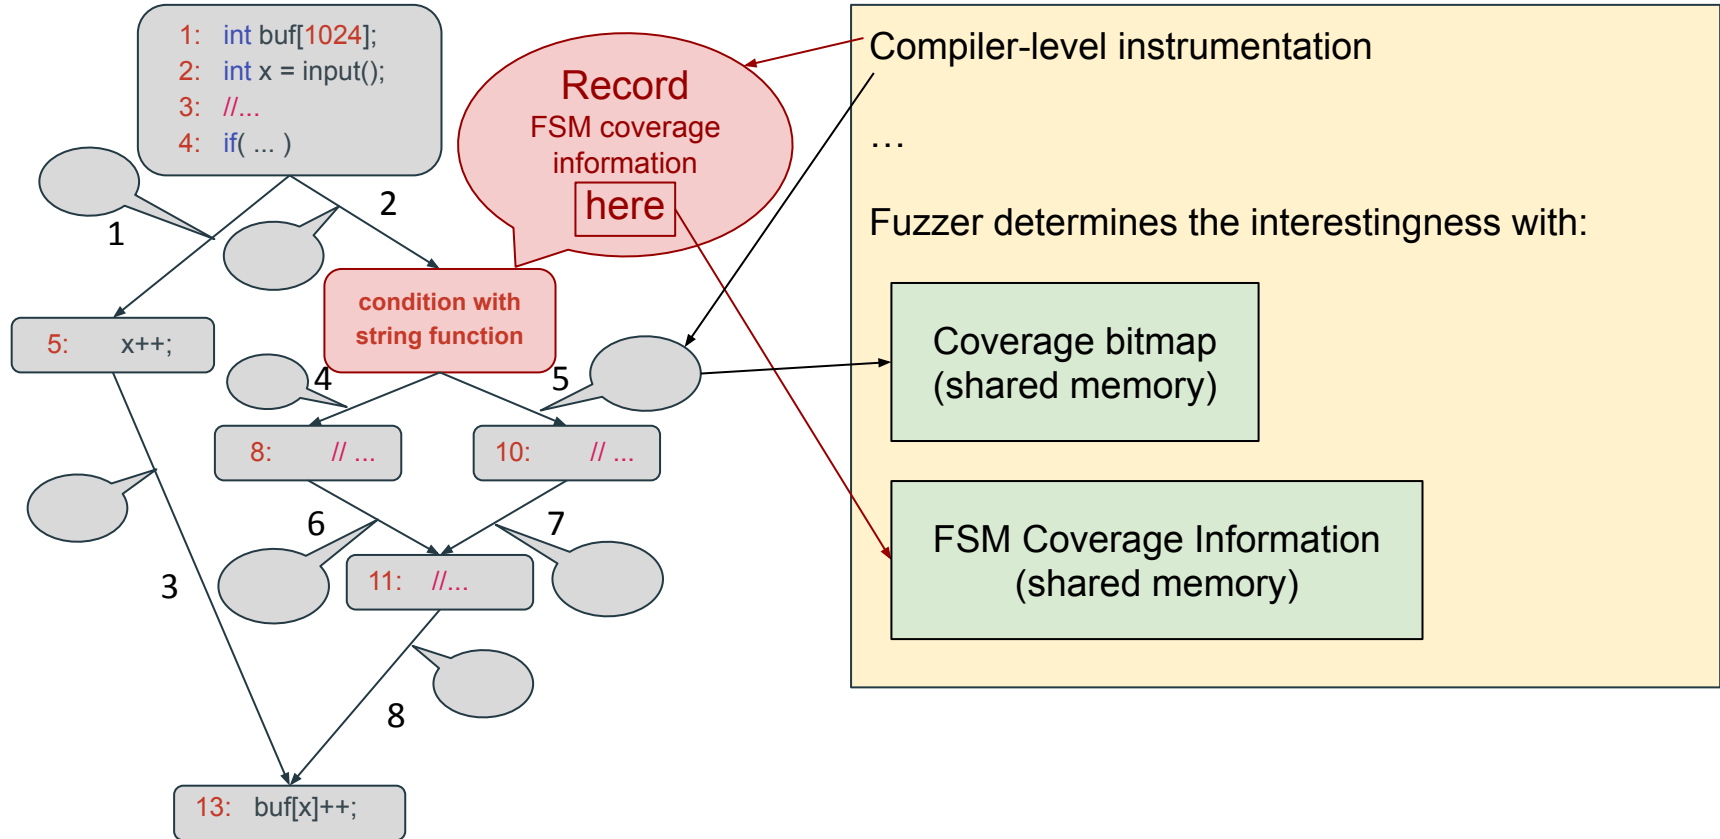 1: int buf[1024];
2: int x = input();
3: //...
4: if( ... )
Record
FSM coverage
information
here
Compiler-level instrumentation
...
Fuzzer determines the interestingness with:
1
2
condition with
string function
5: x++;
Coverage bitmap
(shared memory)
4
5
8: // ...
10: // ...
FSM Coverage Information
(shared memory)
6
7
3
11: //...
8
13: buf[x]++;